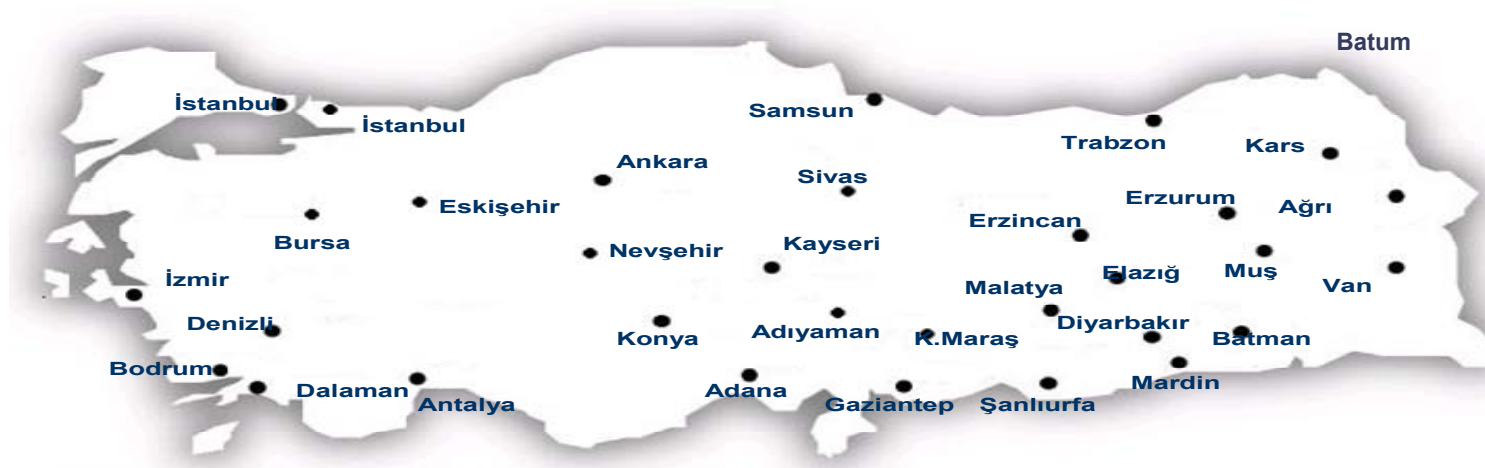 Batum
İstanbul
Samsun
İstanbul
Trabzon
Kars
Ankara
Sivas
Eskişehir
Erzurum
Ağrı
Erzincan
Bursa
Nevşehir
Kayseri
Elazığ
Muş
Van
İzmir
Malatya
Denizli
Konya
Adıyaman
K.Maraş
Diyarbakır
Batman
Bodrum
Dalaman
Antalya
Adana
Gaziantep
Şanlıurfa
Mardin